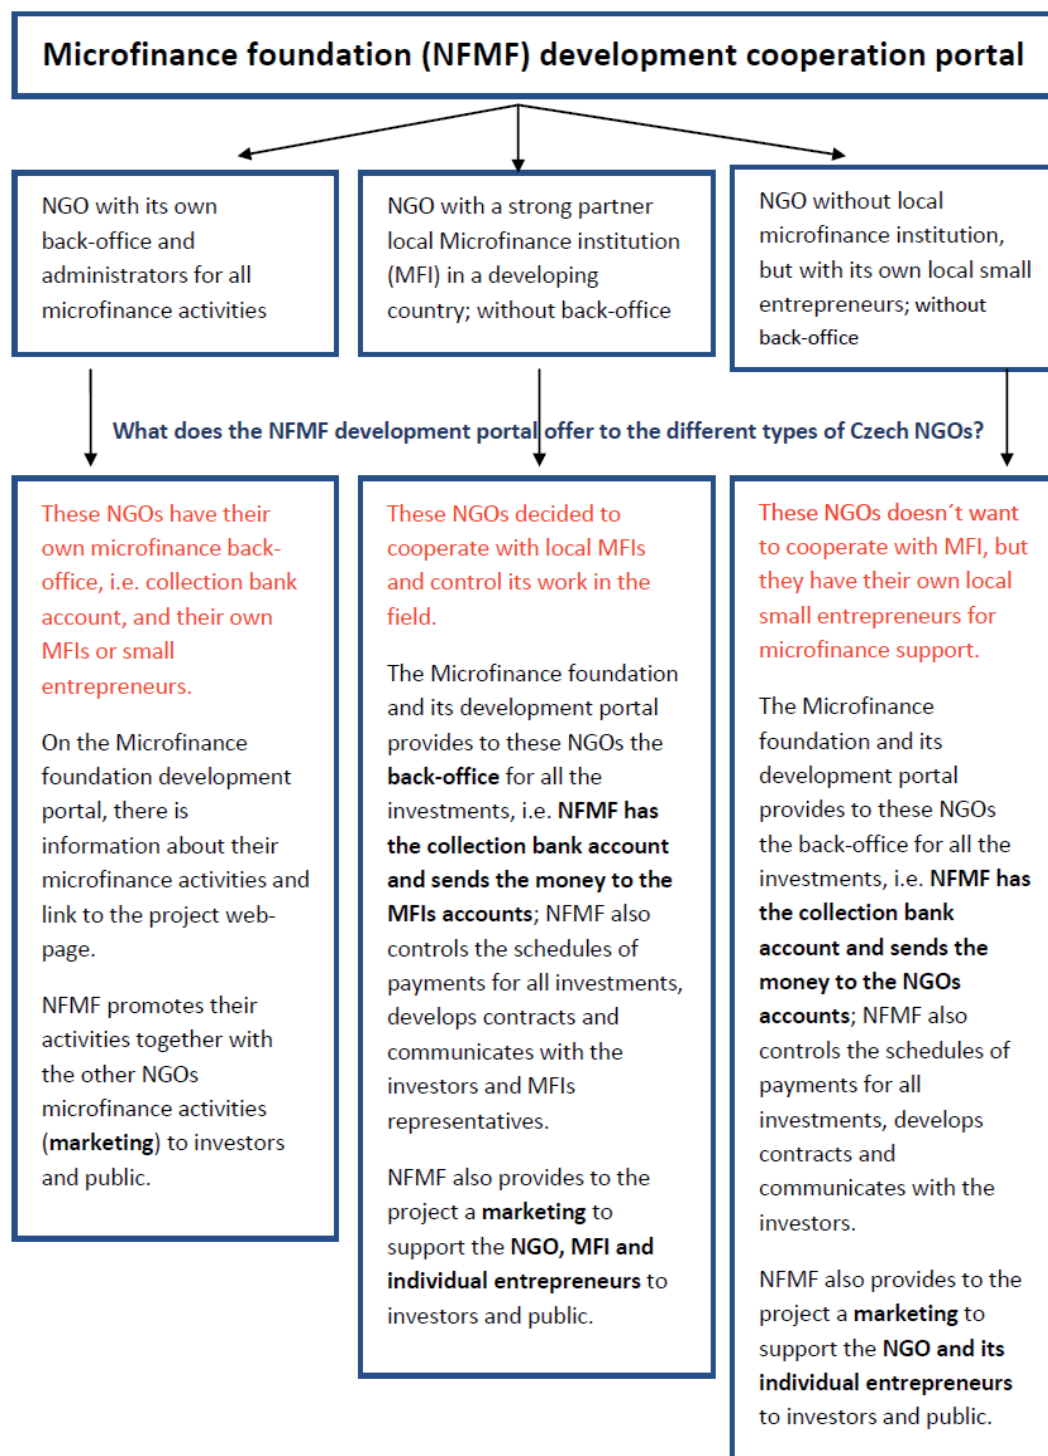 Microfinance foundation (NFMF) development cooperation portal
NGO with its own
back-office and
administrators for all
microfinance activities
NGO with a strong partner
local Microfinance institution
(MFI) in a developing
country; without back-office
NGO without local
microfinance institution,
but with its own local small
entrepreneurs; without
back-office
What does the NFMF development portal offer to the different types of Czech NGOs?
These NGOs have their
own microfinance back-
office, i.e. collection bank
account, and their own
MFIs or small
entrepreneurs.
On the Microfinance
foundation development
portal, there is
information about their
microfinance activities and
link to the project web-
page.
NFMF promotes their
activities together with
the other NGOs
microfinance activities
(marketing) to investors
and public.
These NGOs decided to
cooperate with local MFIs
and control its work in the
field.
The Microfinance foundation
and its development portal
provides to these NGOs the
back-office for all the
investments, i.e. NFMF has
the collection bank account
and sends the money to the
MFIs accounts; NFMF also
controls the schedules of
payments for all investments,
develops contracts and
communicates with the
investors and MFIs
representatives.
NFMF also provides to the
project a marketing to
support the NGO, MFI and
individual entrepreneurs to
investors and public.
These NGOs doesn´t want
to cooperate with MFI, but
they have their own local
small entrepreneurs for
microfinance support.
The Microfinance
foundation and its
development portal
provides to these NGOs
the back-office for all the
investments, i.e. NFMF has
the collection bank
account and sends the
money to the NGOs
accounts; NFMF also
controls the schedules of
payments for all
investments, develops
contracts and
communicates with the
investors.
NFMF also provides to the
project a marketing to
support the NGO and its
individual entrepreneurs
to investors and public.